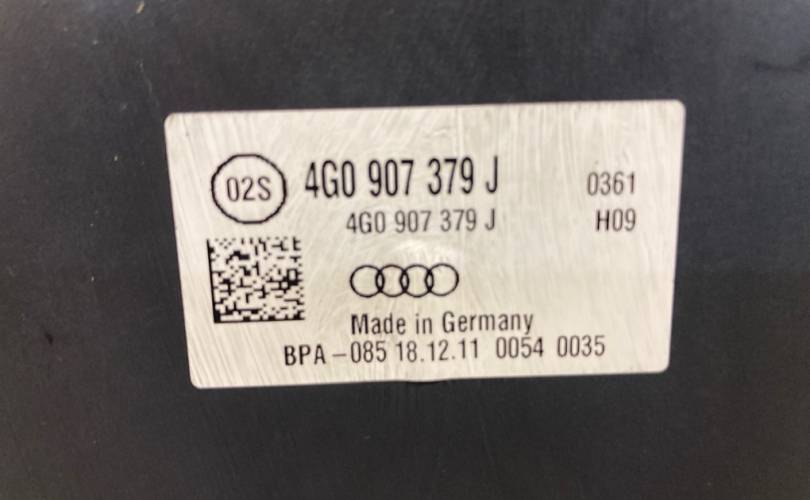 02S 4G0 907 379 J 0361
4G0 907 379 J H09
Made in Germany
BPA-085 18.12.11 0054 0035